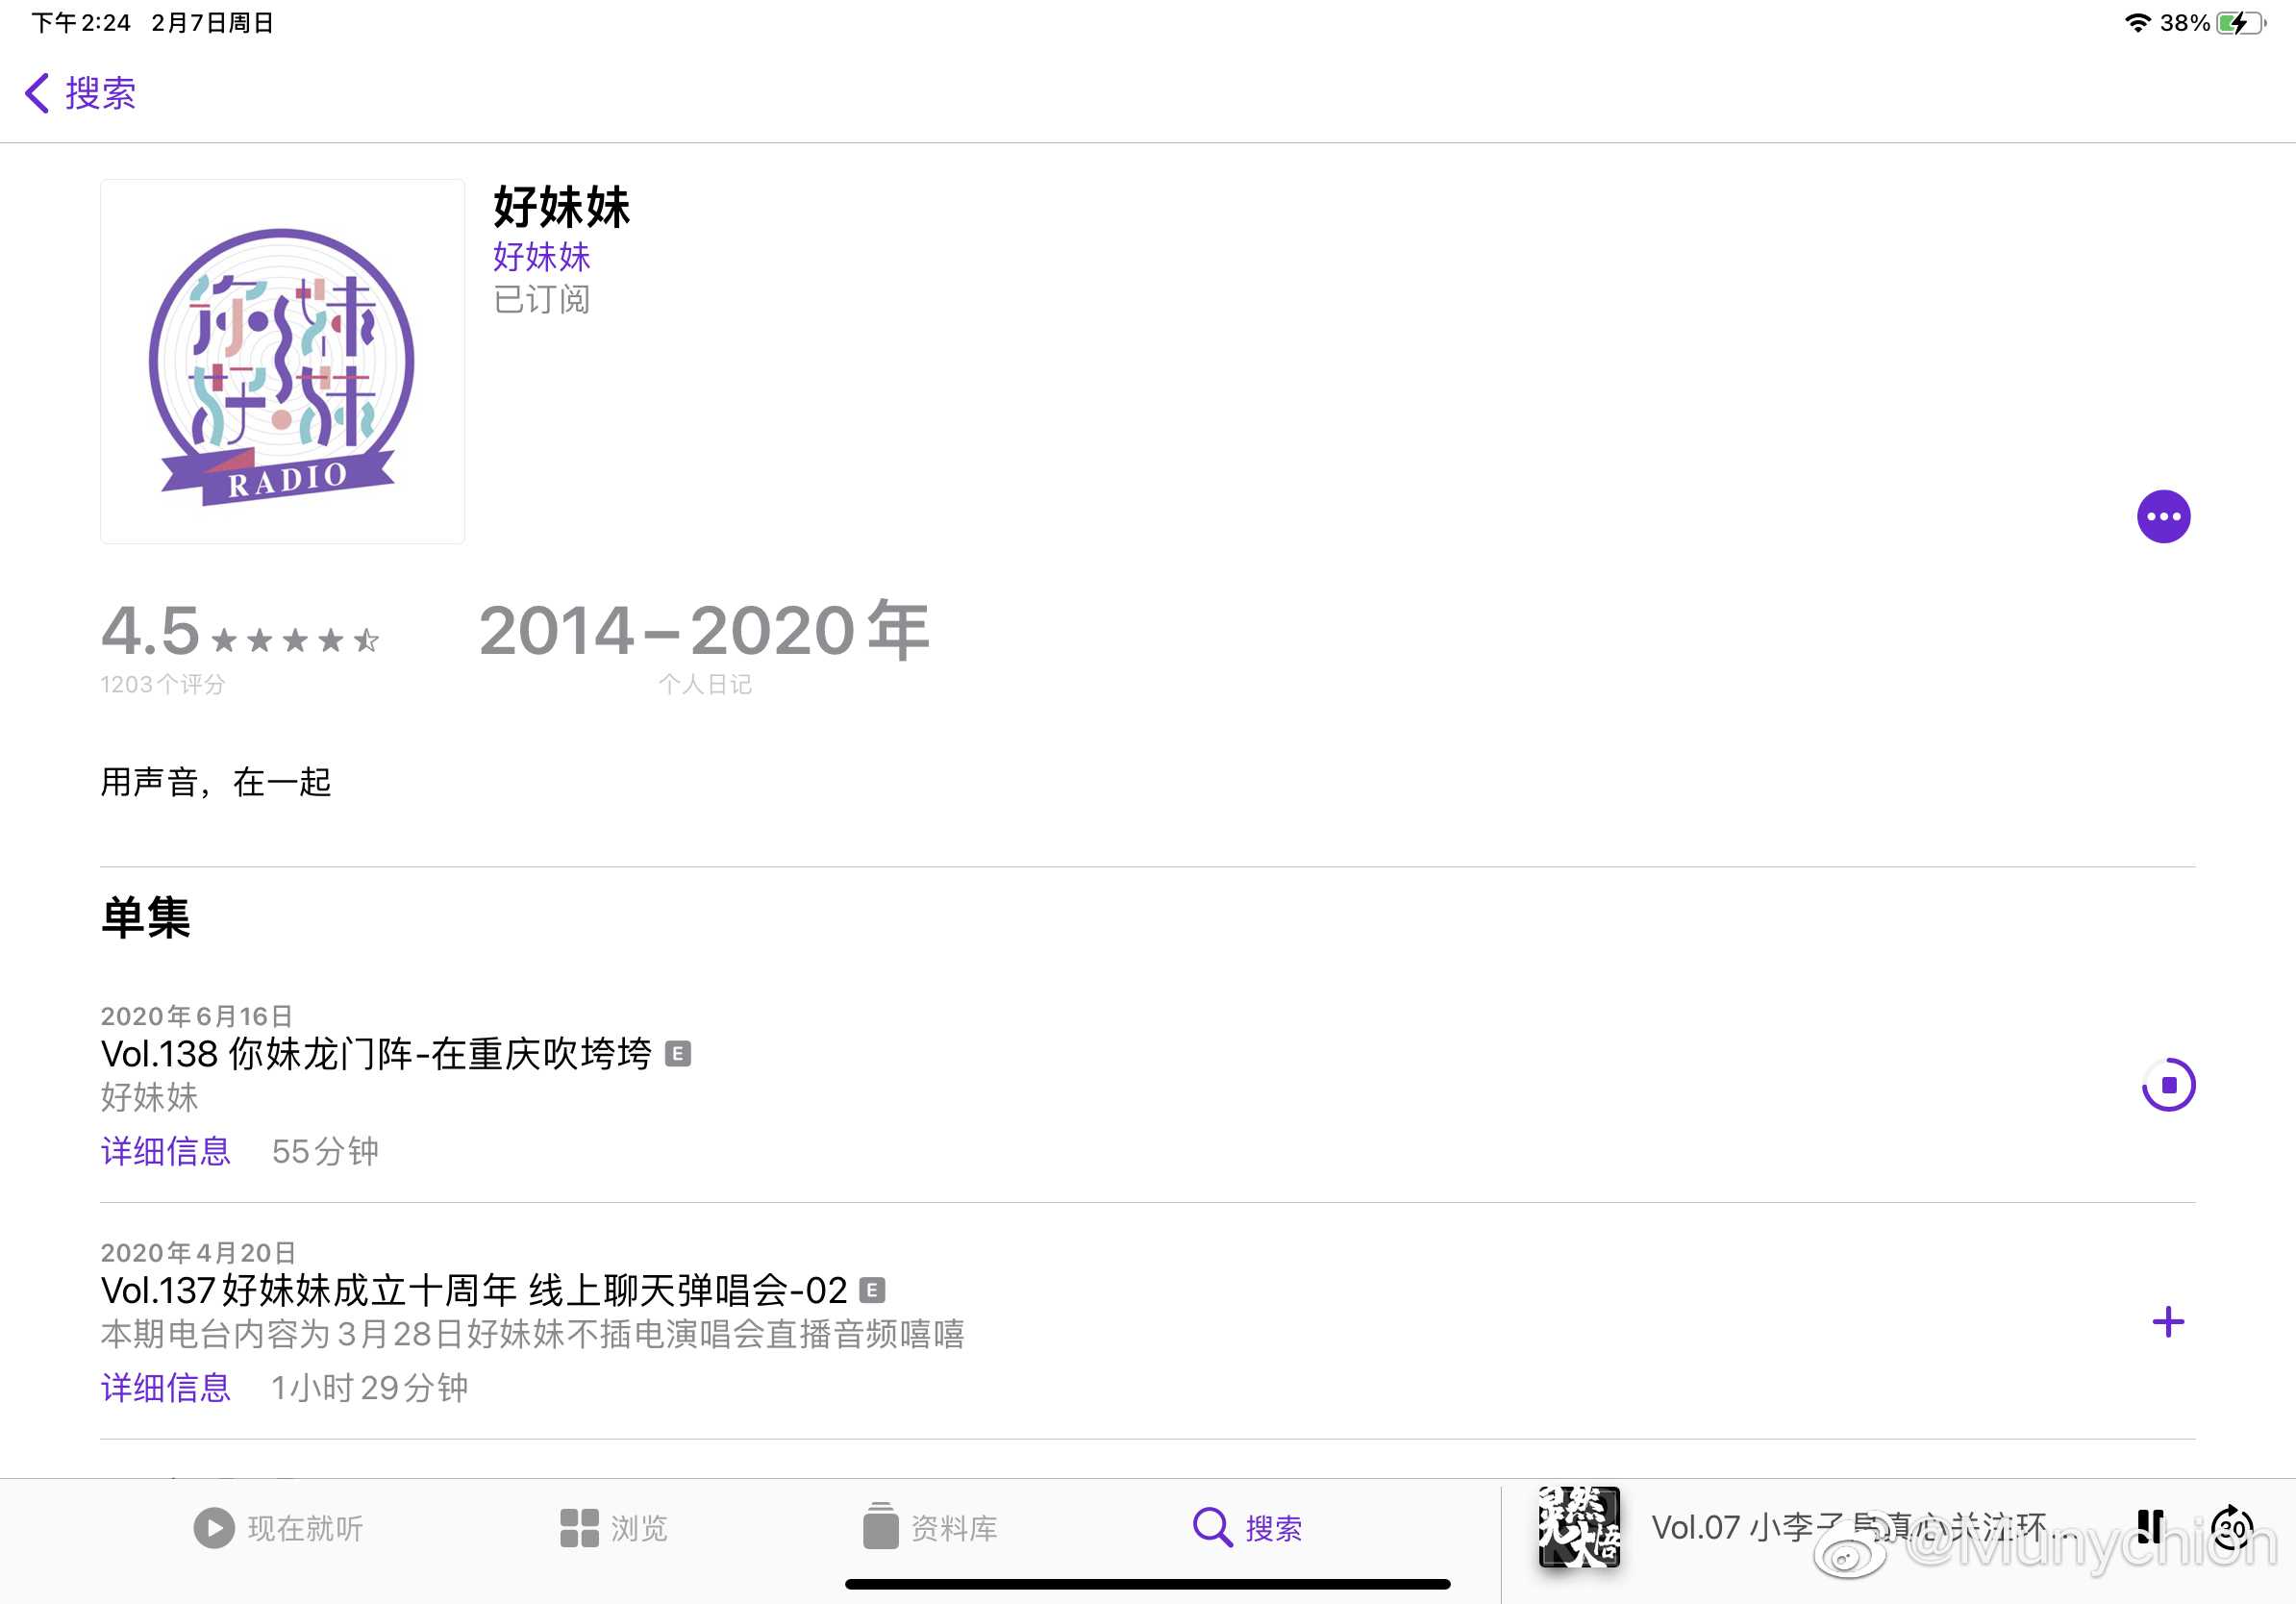 下午2:24 2月7日周日
38%
搜索
你妹
好妹
RADIO
好妹妹
好妹妹
已订阅
4.5
1203个评分
2014–2020年
个人日记
用声音，在一起
单集
2020年6月16日
Vol.138 你妹龙门阵-在重庆吹垮垮 E
好妹妹
详细信息 55分钟
2020年4月20日
Vol.137好妹妹成立十周年 线上聊天弹唱会-02 E
本期电台内容为3月28日好妹妹不插电演唱会直播音频嘻嘻
详细信息 1小时29分钟
现在就听
浏览
资料库
搜索
Vol.07 小李子是真心关注环...
30
@Munychion